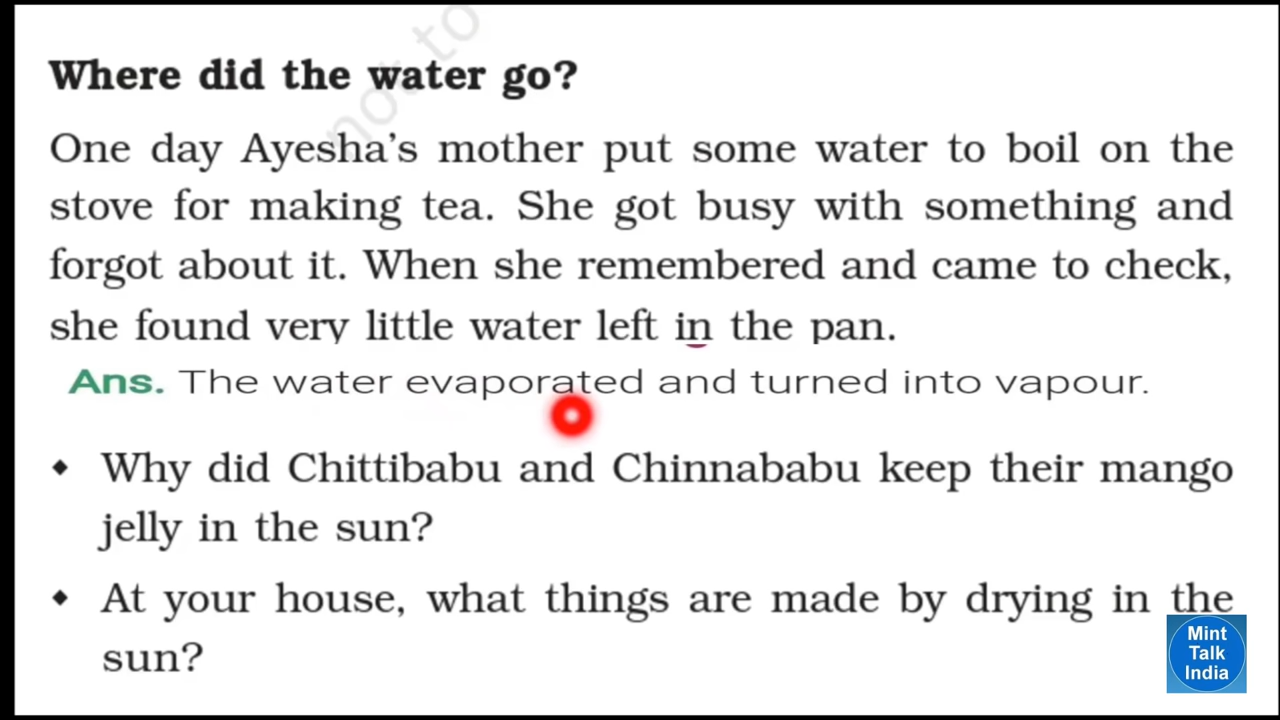 Where did the water go?
One day Ayesha's mother put some water to boil on the
stove for making tea. She got busy with something and
forgot about it. When she remembered and came to check,
she found very little water left in the pan.
Ans. The water evaporated and turned into vapour.
◆ Why did Chittibabu and Chinnababu keep their mango
jelly in the sun?
◆ At your house, what things are made by drying in the
sun?
not to
Mint
Talk
India